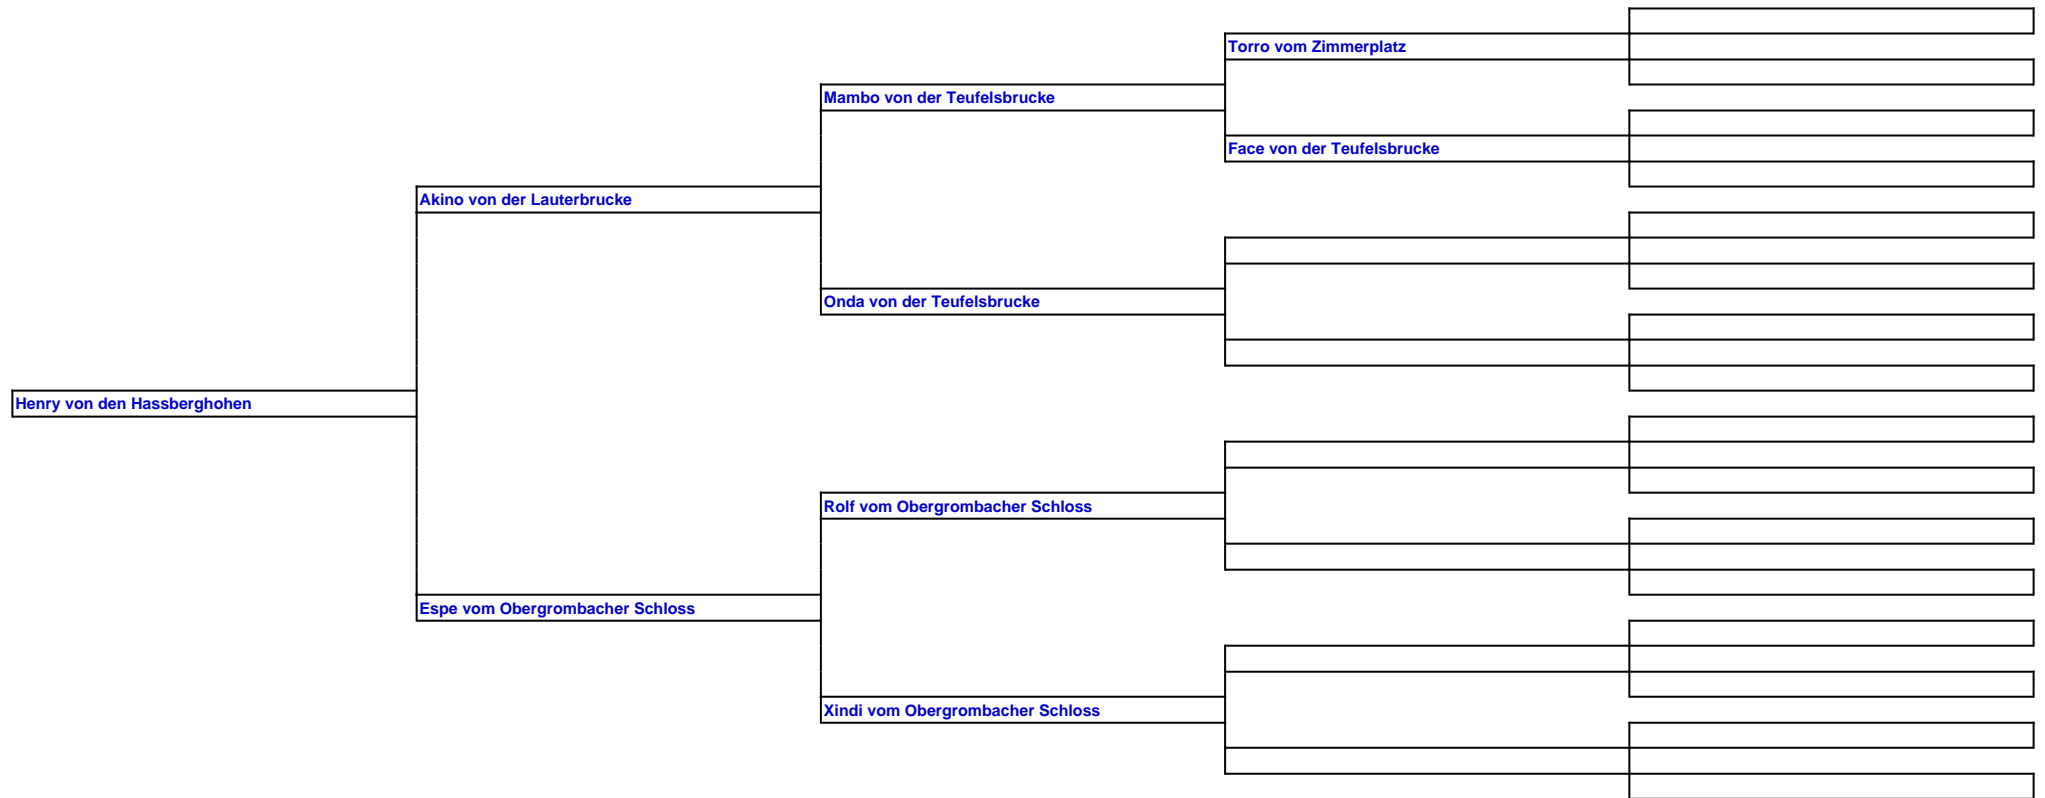 Torro vom Zimmerplatz
Mambo von der Teufelsbrucke
Face von der Teufelsbrucke
Akino von der Lauterbrucke
Onda von der Teufelsbrucke
Henry von den Hassberghohen
Rolf vom Obergrombacher Schloss
Espe vom Obergrombacher Schloss
Xindi vom Obergrombacher Schloss